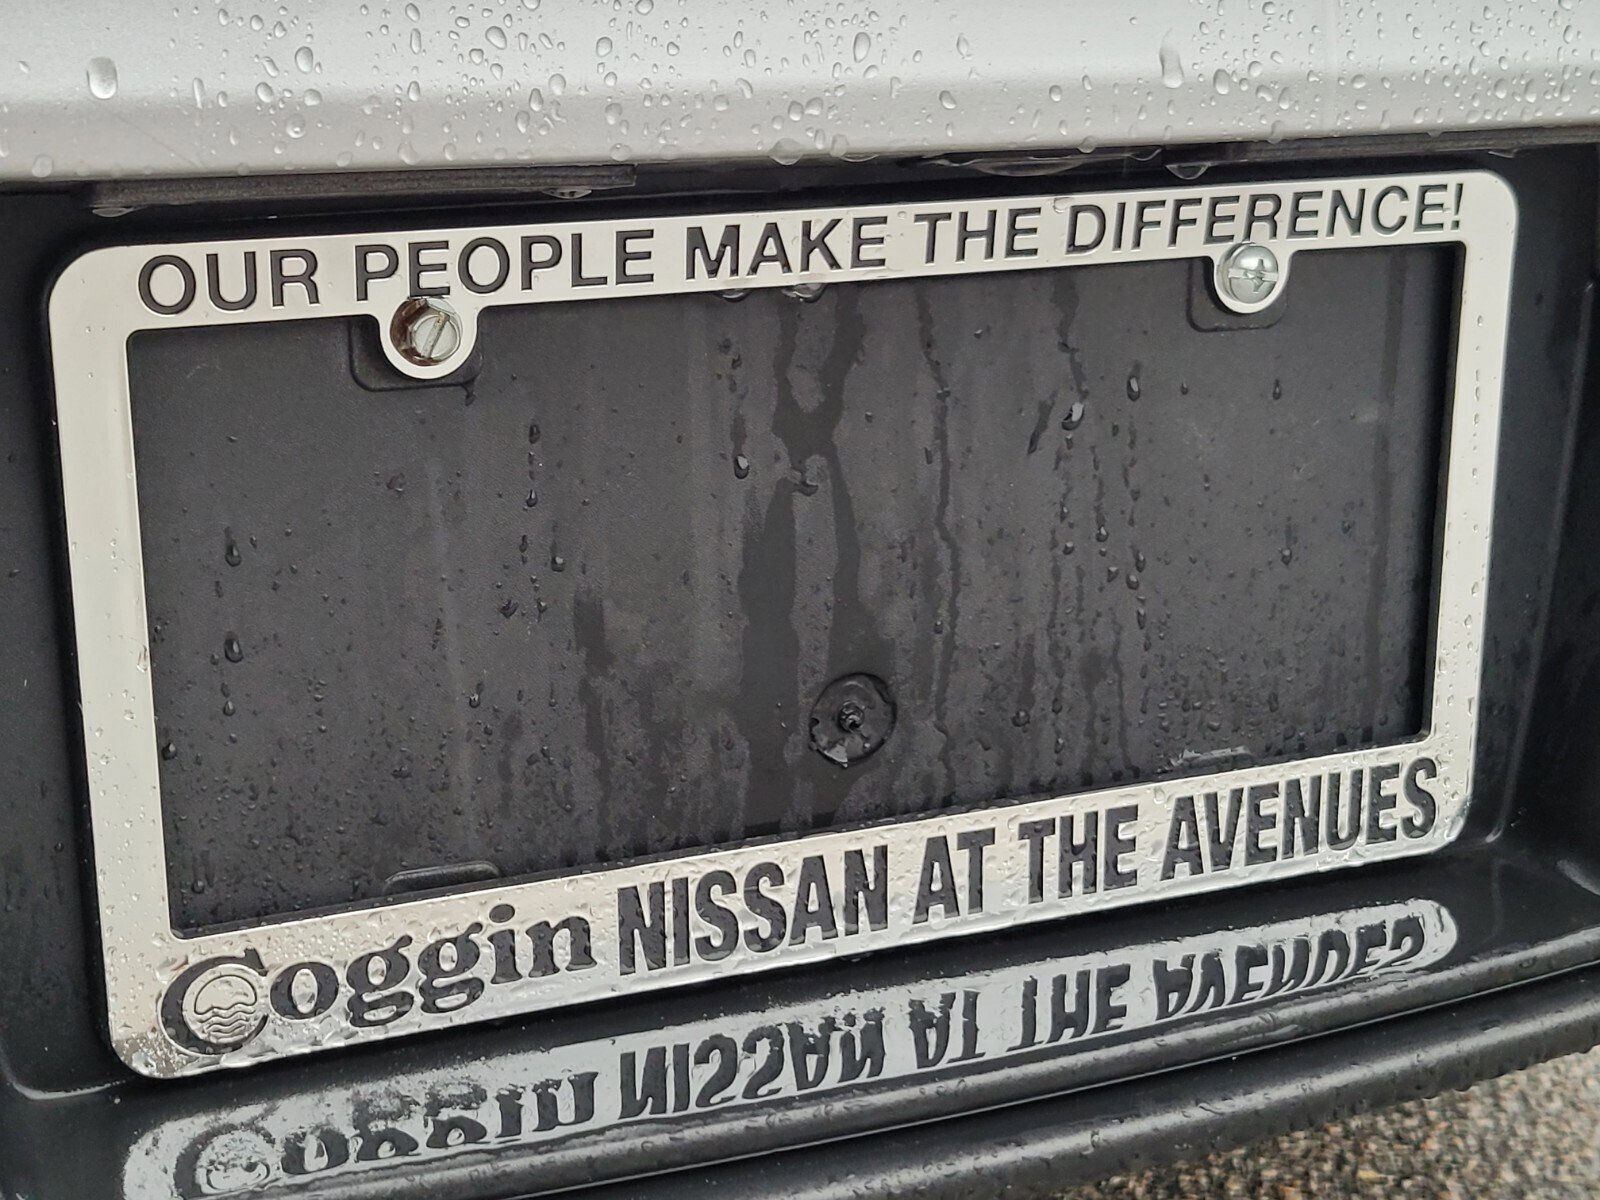 OUR PEOPLE MAKE THE DIFFERENCE!
Coggin NISSAN AT THE AVENUES